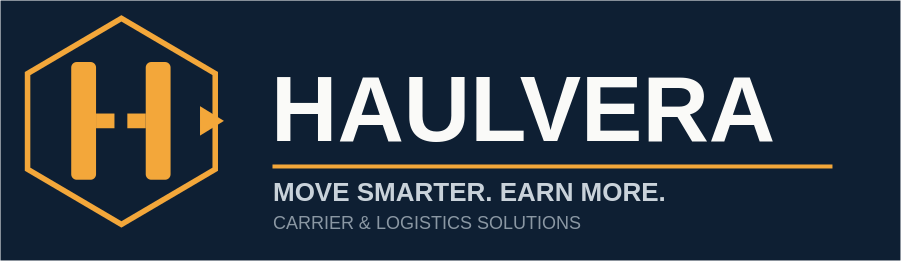 H
HAULVERA
MOVE SMARTER. EARN MORE.
CARRIER & LOGISTICS SOLUTIONS